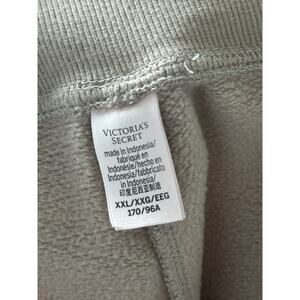 VICTORIA'S
SECRET
made in Indonesia/
fabriqué en
Indonésie/hecho en
Indonesia/fabbricato
in Indonesia/
印度尼西亚制造
XXL/XXG/EEG
170/96A